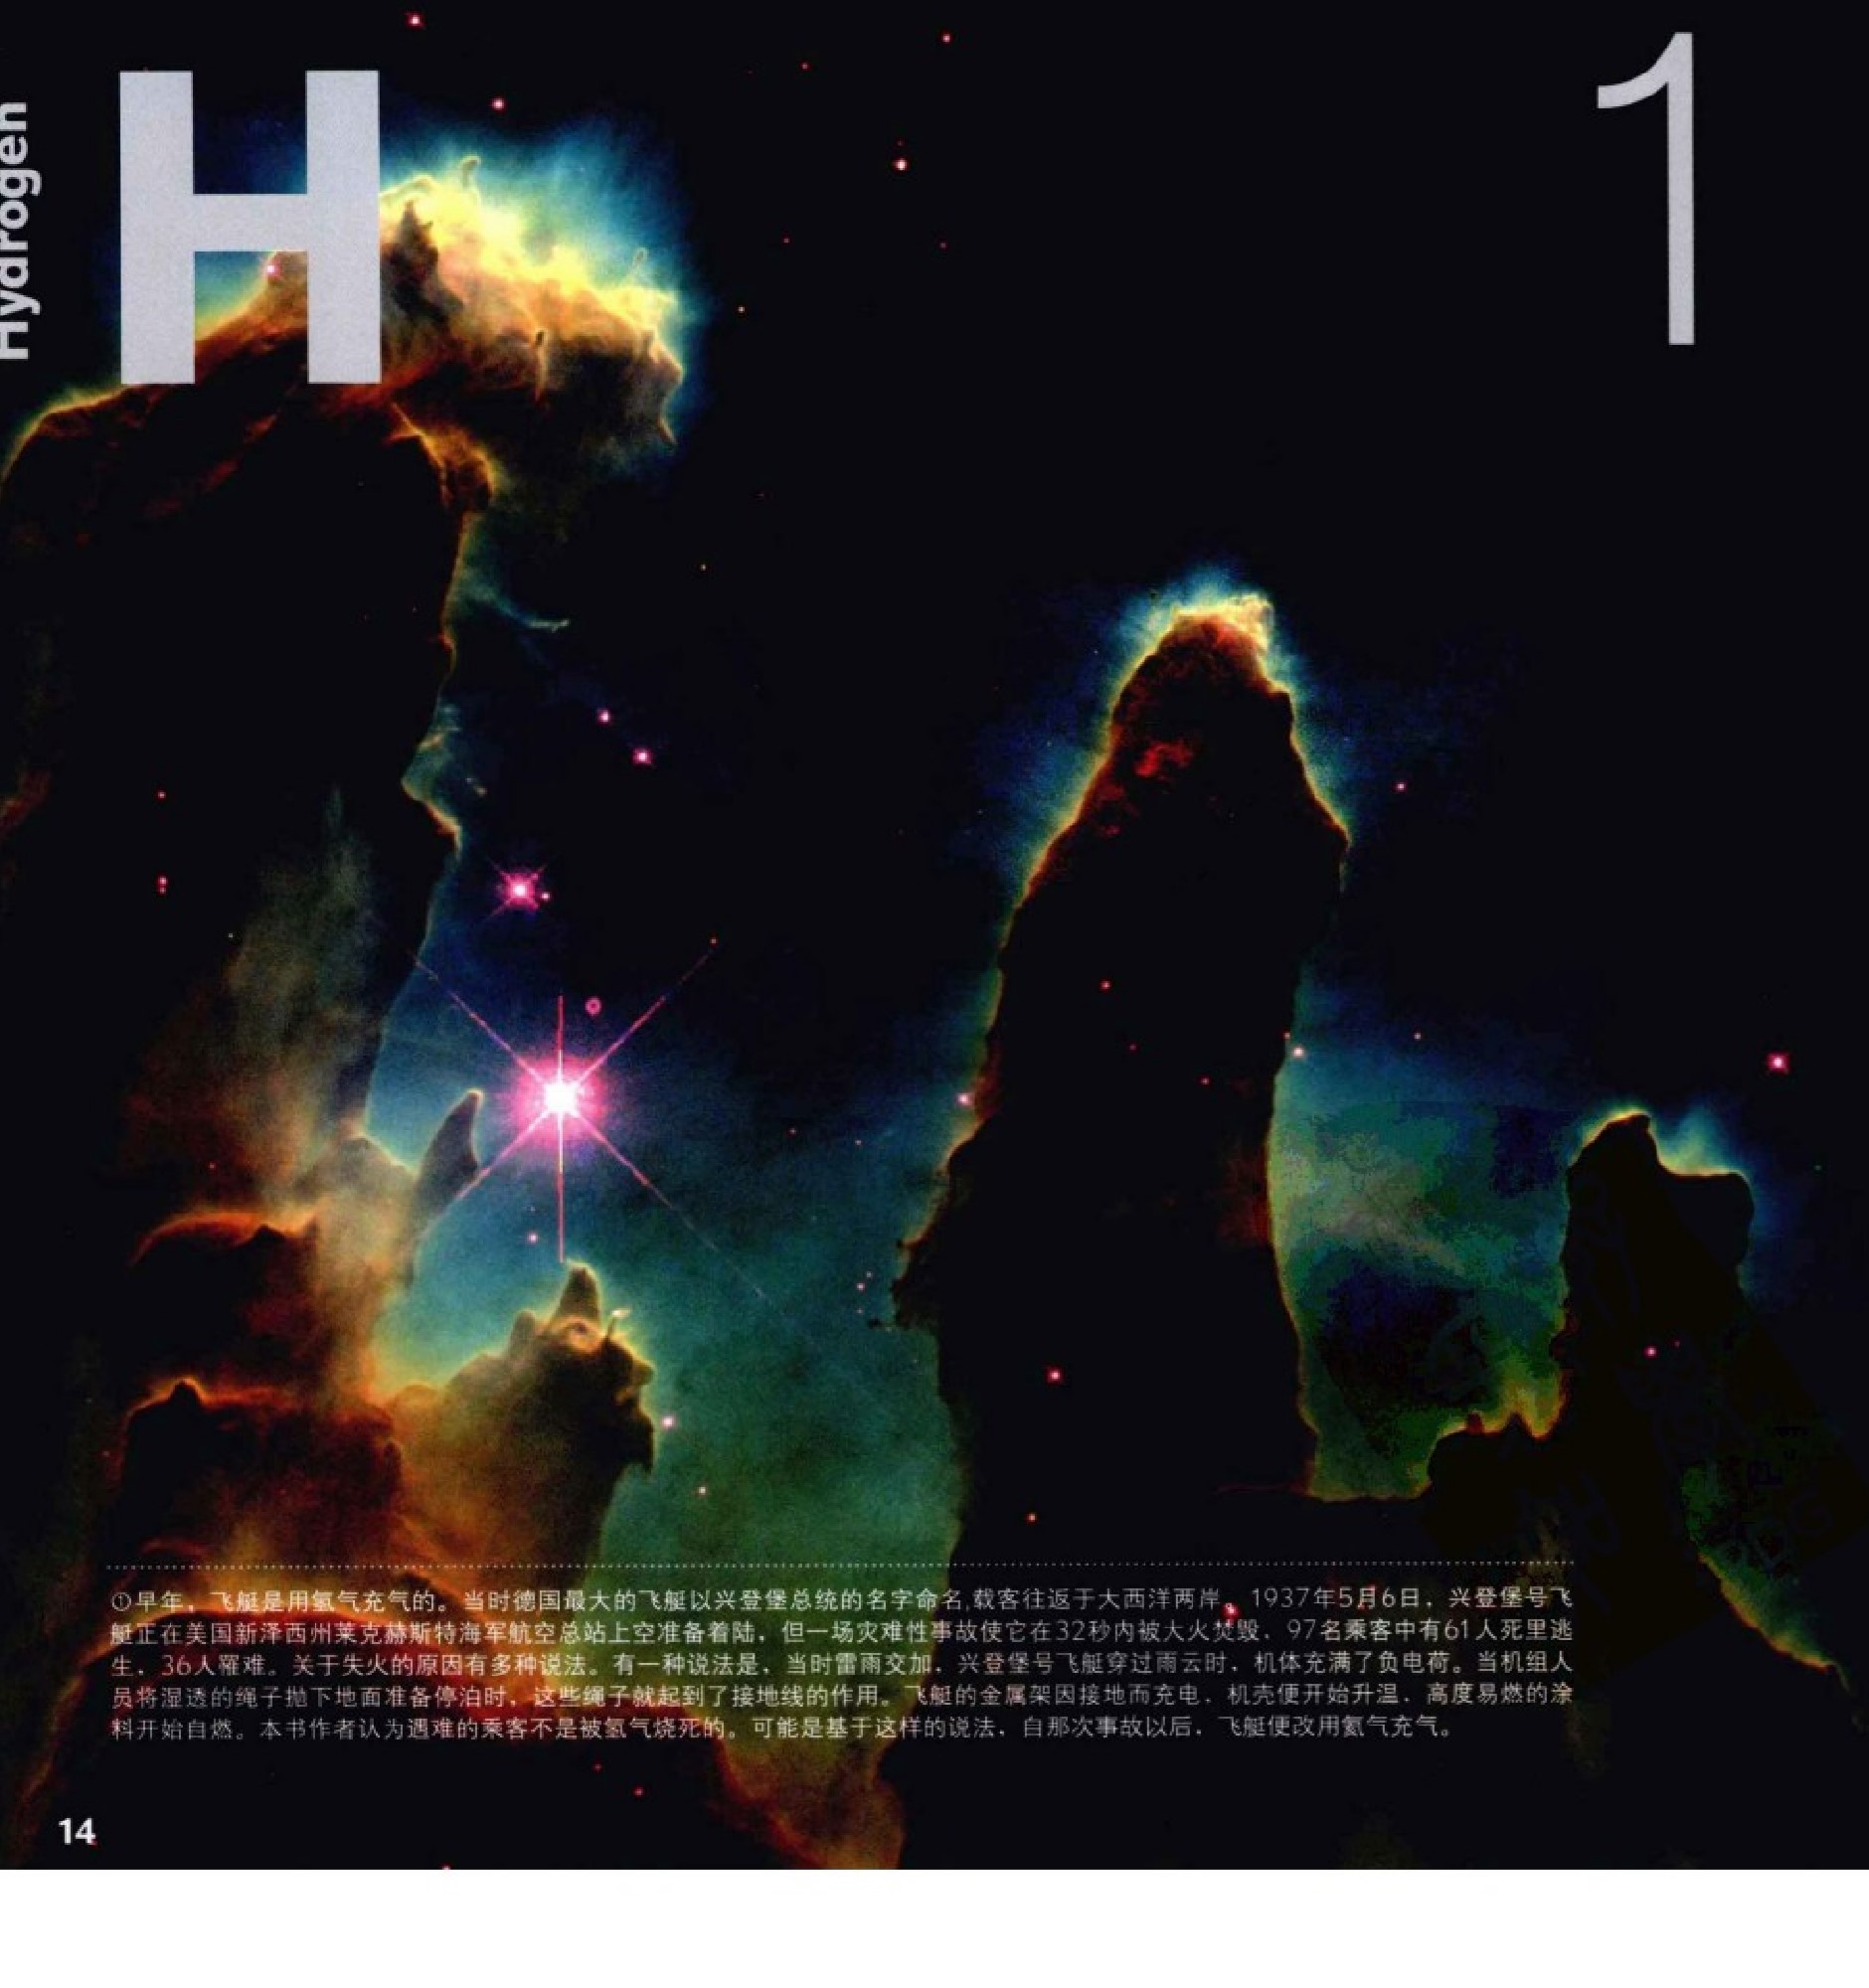 Hydrogen
H
1
①早年，飞艇是用氢气充气的。当时德国最大的飞艇以兴登堡总统的名字命名,载客往返于大西洋两岸。1937年5月6日，兴登堡号飞
艇正在美国新泽西州莱克赫斯特海军航空总站上空准备着陆，但一场灾难性事故使它在32秒内被大火焚毁，97名乘客中有61人死里逃
生，36人罹难。关于失火的原因有多种说法。有一种说法是，当时雷雨交加，兴登堡号飞艇穿过雨云时，机体充满了负电荷。当机组人
员将湿透的绳子抛下地面准备停泊时，这些绳子就起到了接地线的作用。飞艇的金属架因接地而充电，机壳便开始升温，高度易燃的涂
料开始自燃。本书作者认为遇难的乘客不是被氢气烧死的。可能是基于这样的说法，自那次事故以后，飞艇便改用氦气充气。
14